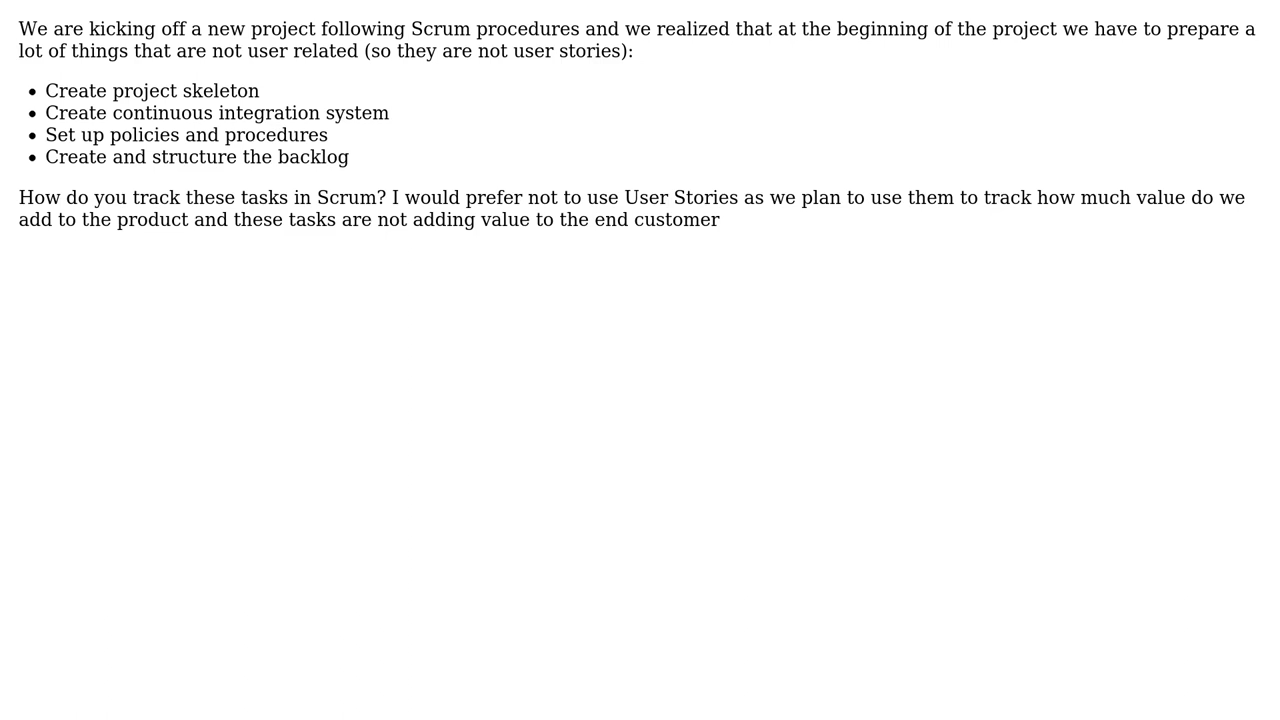 We are kicking off a new project following Scrum procedures and we realized that at the beginning of the project we have to prepare a
lot of things that are not user related (so they are not user stories):
• Create project skeleton
• Create continuous integration system
• Set up policies and procedures
• Create and structure the backlog
How do you track these tasks in Scrum? I would prefer not to use User Stories as we plan to use them to track how much value do we
add to the product and these tasks are not adding value to the end customer